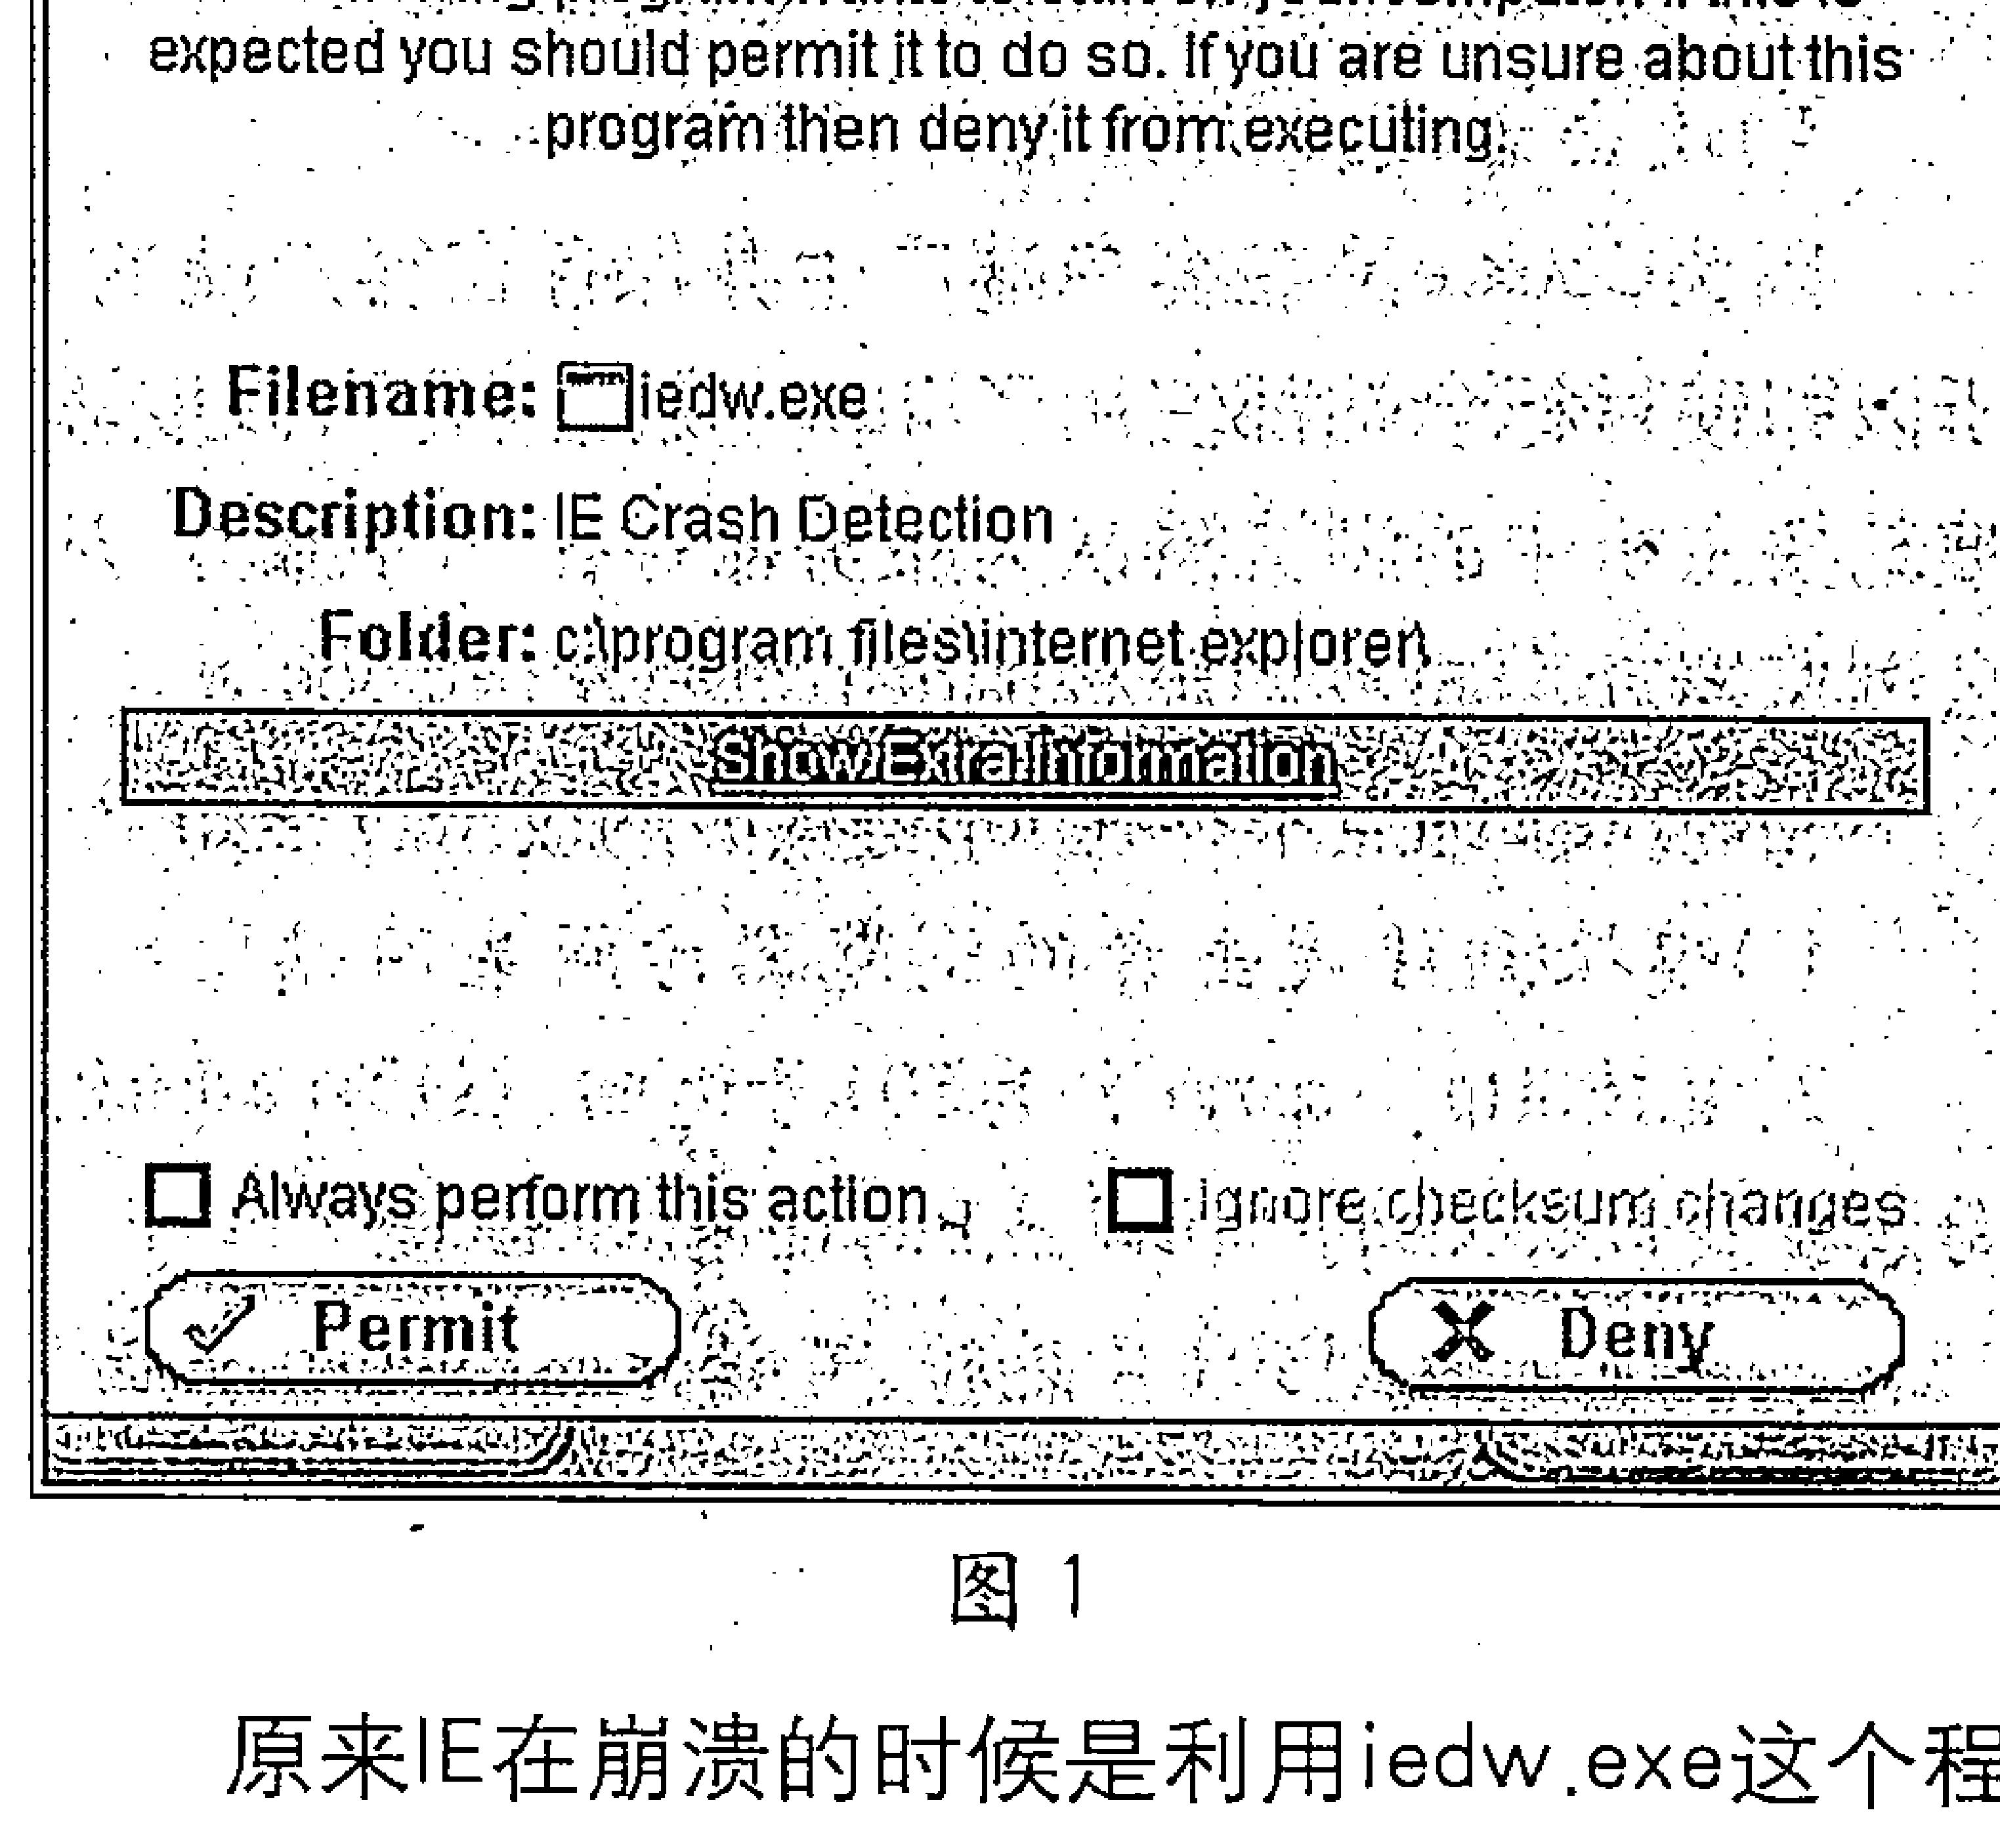 expected you should permit it to do so. If you are unsure about this
program then deny it from executing.
Filename: iedw.exe
Description: IE Crash Detection
Folder: c:\program files\internet explorer\
Show Extra Information
Always perform this action
Ignore checksum changes
Permit
Deny
图 1
原来IE在崩溃的时候是利用iedw.exe这个程